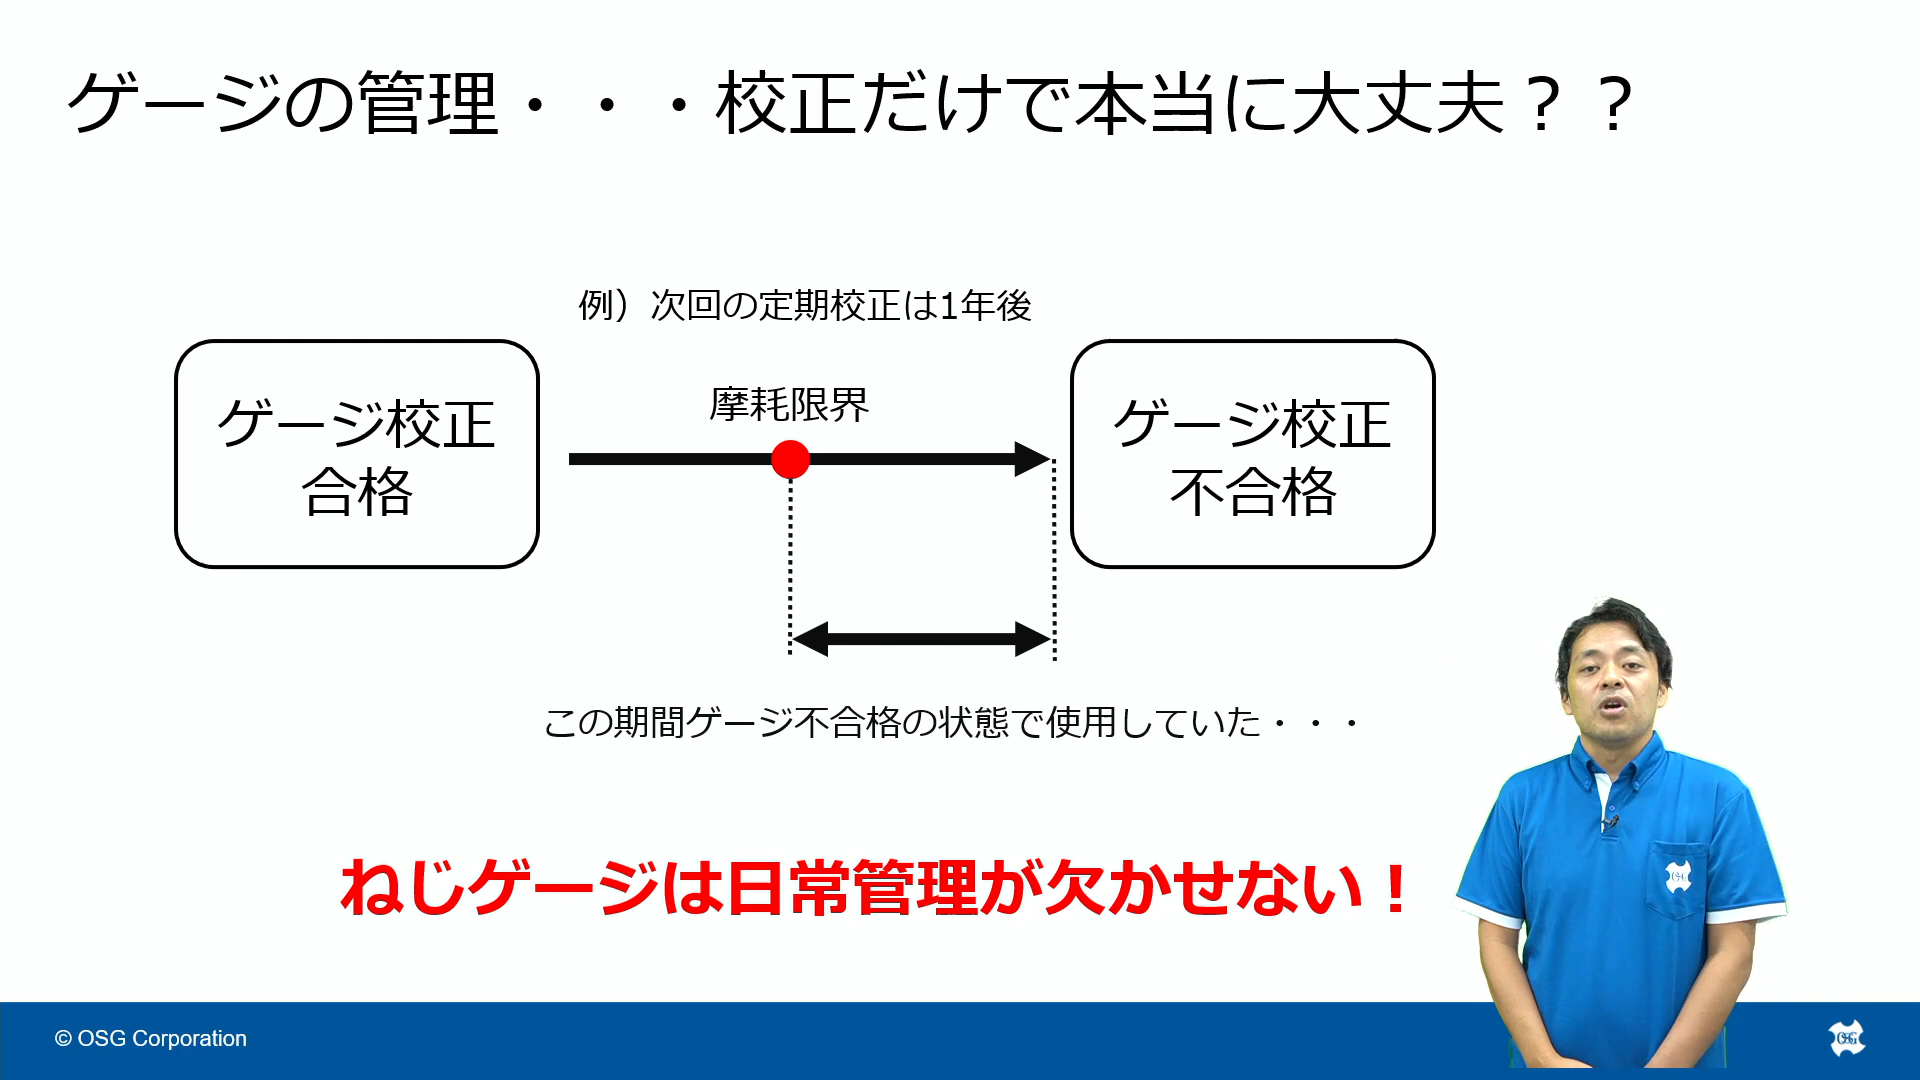 ゲージの管理・・・校正だけで本当に大丈夫？？
例）次回の定期校正は1年後
ゲージ校正
合格
摩耗限界
ゲージ校正
不合格
この期間ゲージ不合格の状態で使用していた・・・
ねじゲージは日常管理が欠かせない！
OSG
© OSG Corporation
OSG